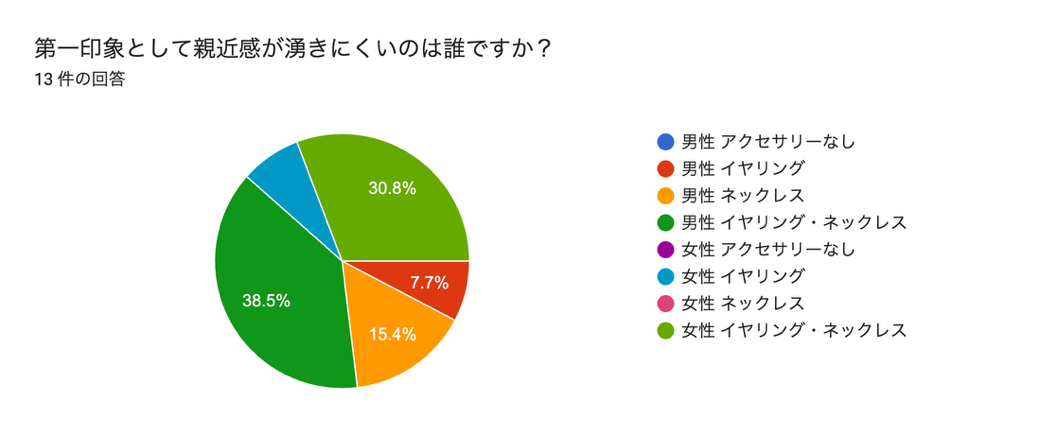 第一印象として親近感が湧きにくいのは誰ですか？
13 件の回答
30.8%
7.7%
38.5%
15.4%
男性 アクセサリーなし
男性 イヤリング
男性 ネックレス
男性 イヤリング・ネックレス
女性 アクセサリーなし
女性 イヤリング
女性 ネックレス
女性 イヤリング・ネックレス